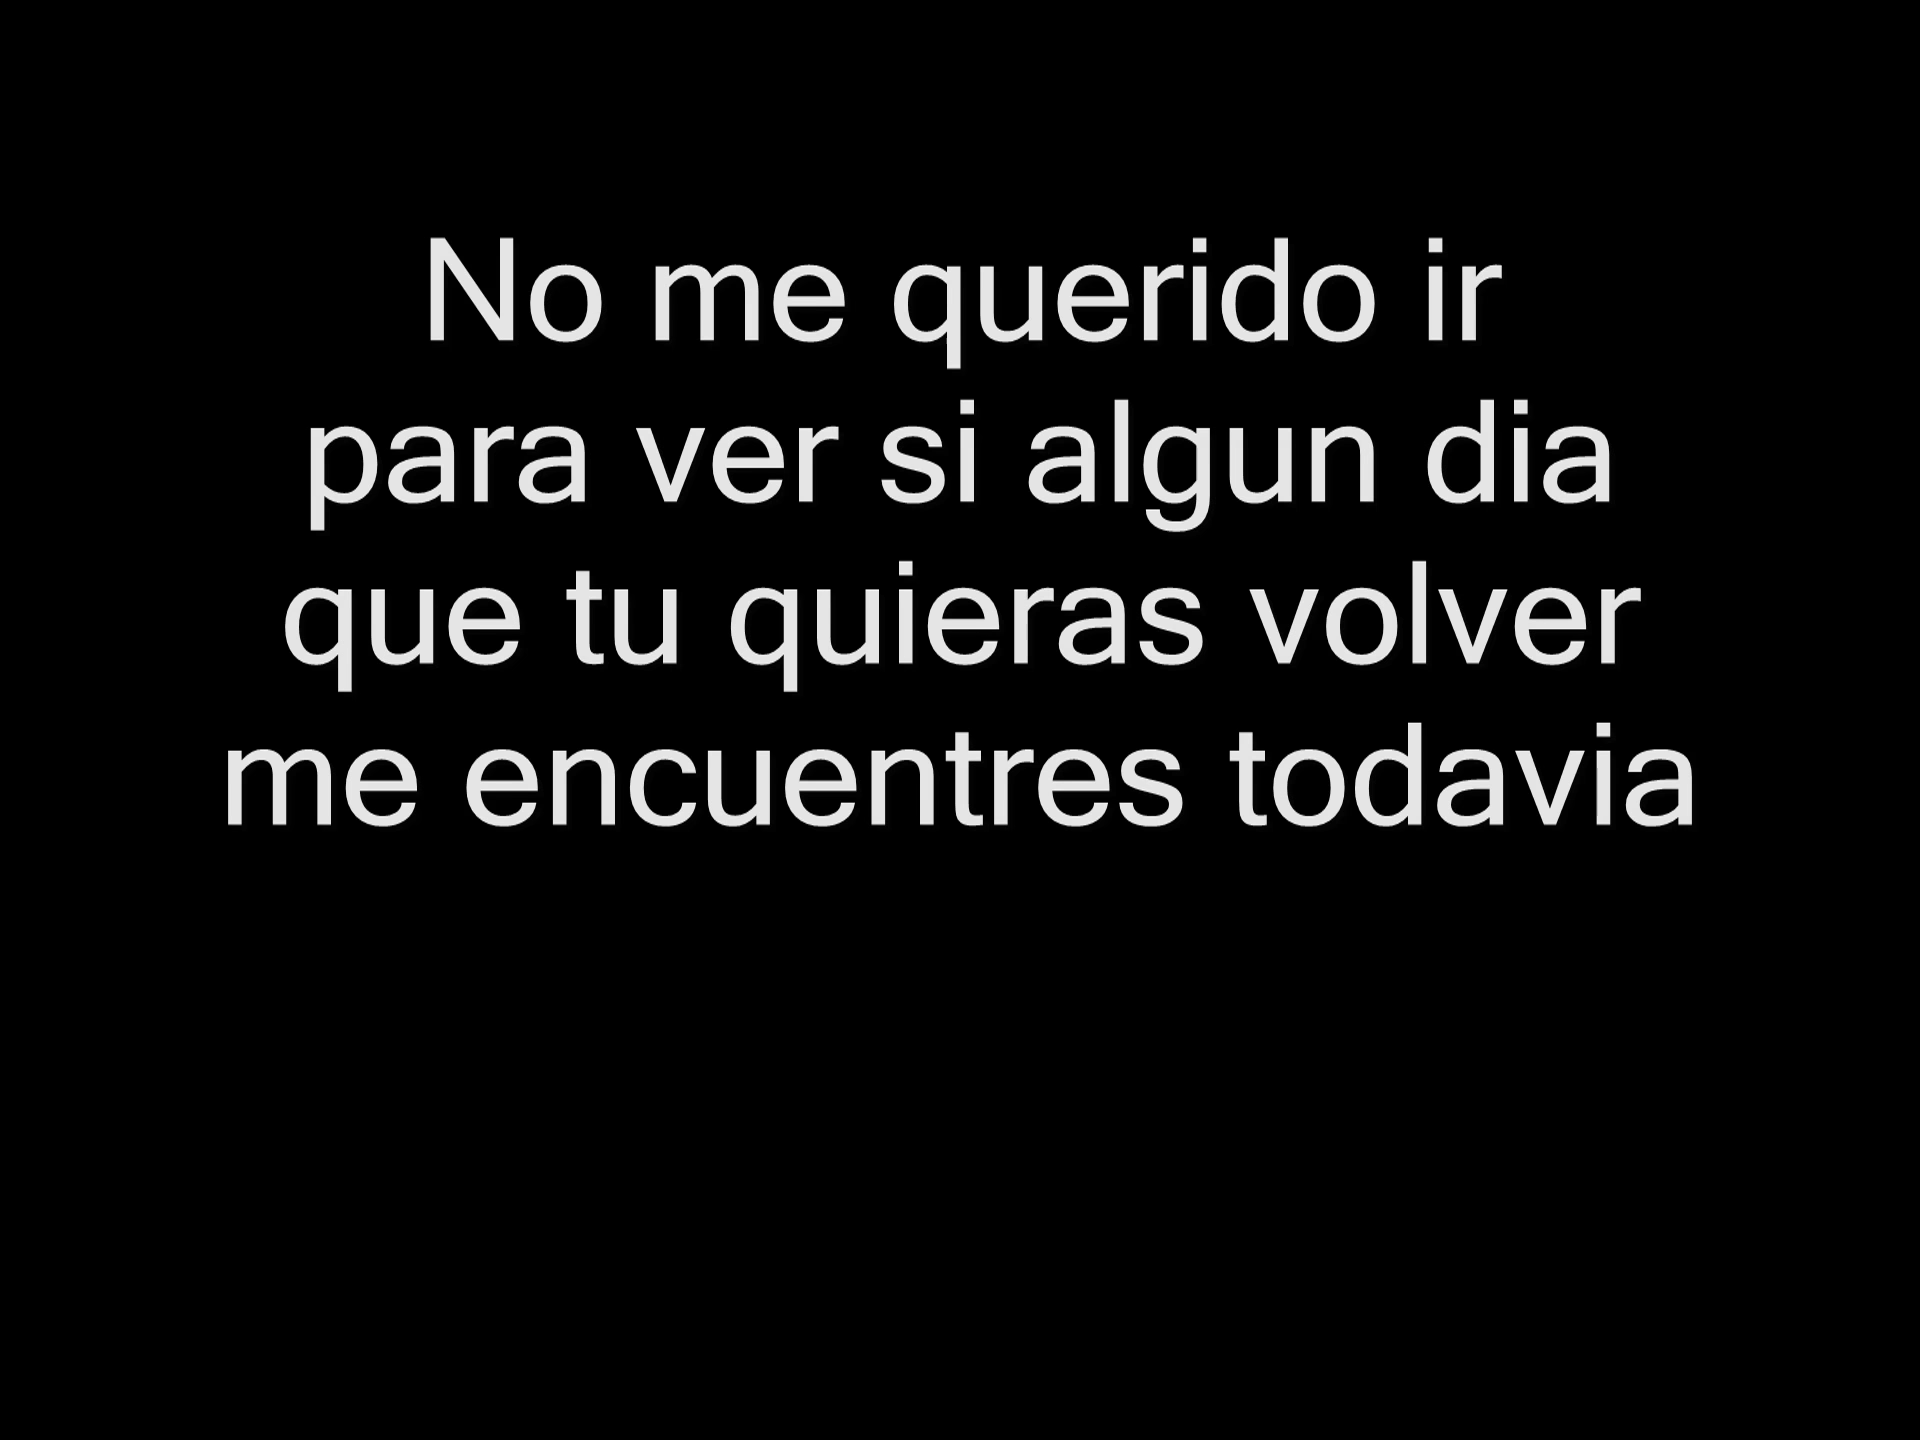 No me querido ir
para ver si algun dia
que tu quieras volver
me encuentres todavia